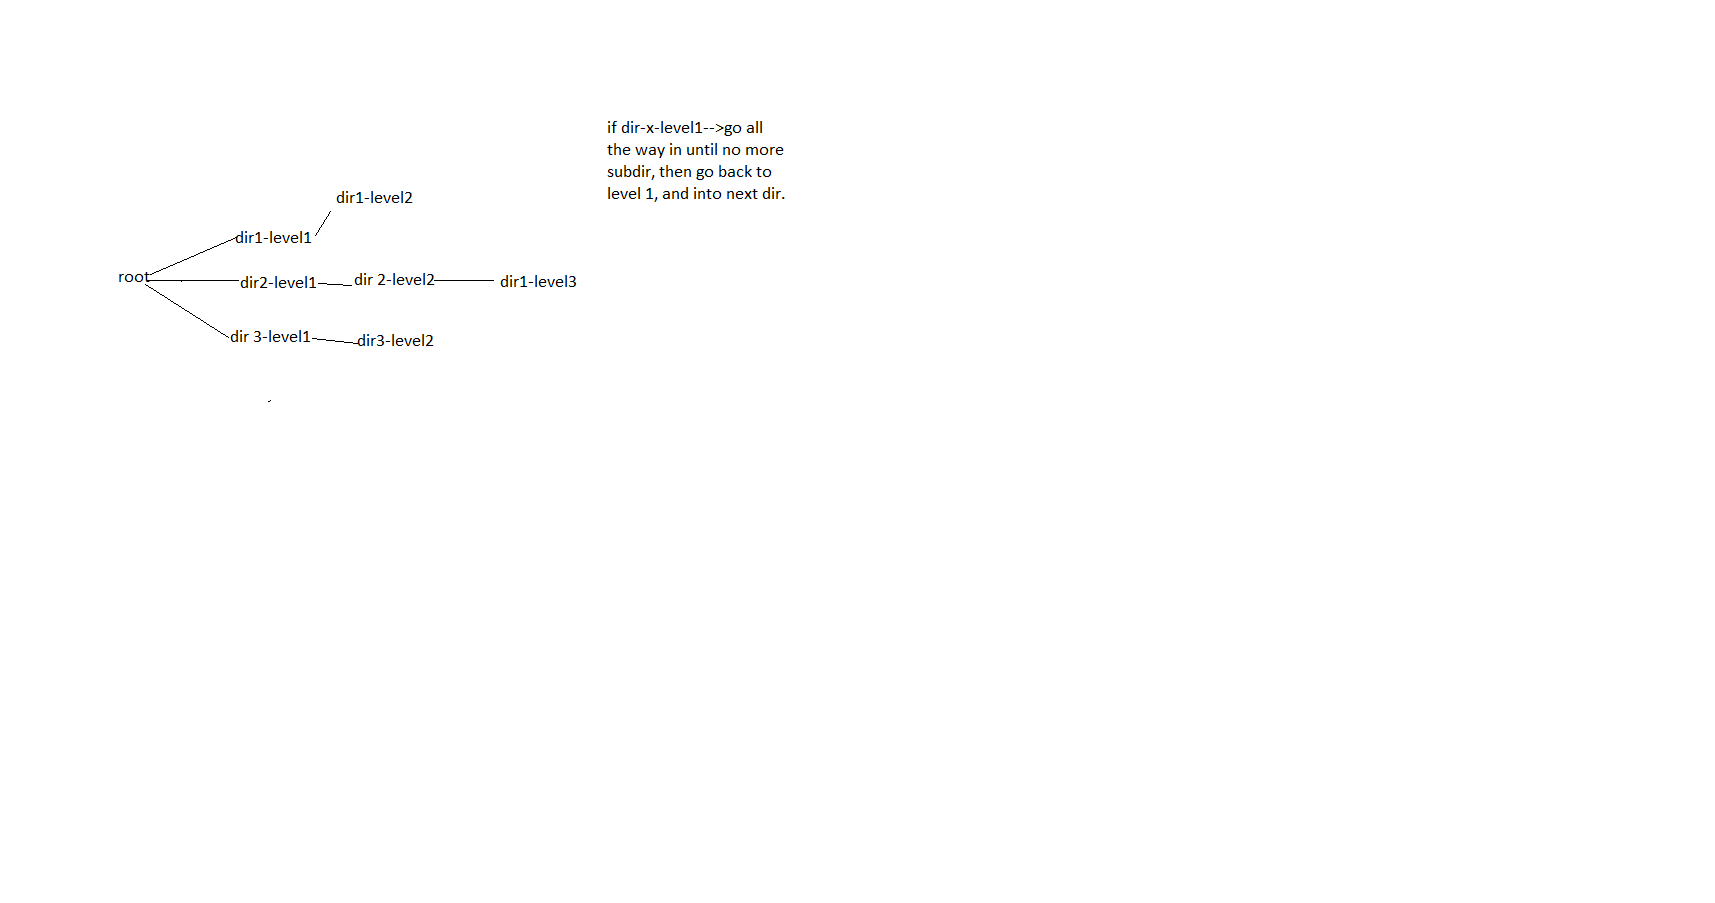 if dir-x-level1-->go all
the way in until no more
subdir, then go back to
level 1, and into next dir.
dir1-level2
dir1-level1
root
dir2-level1
dir 2-level2
dir1-level3
dir 3-level1
dir3-level2